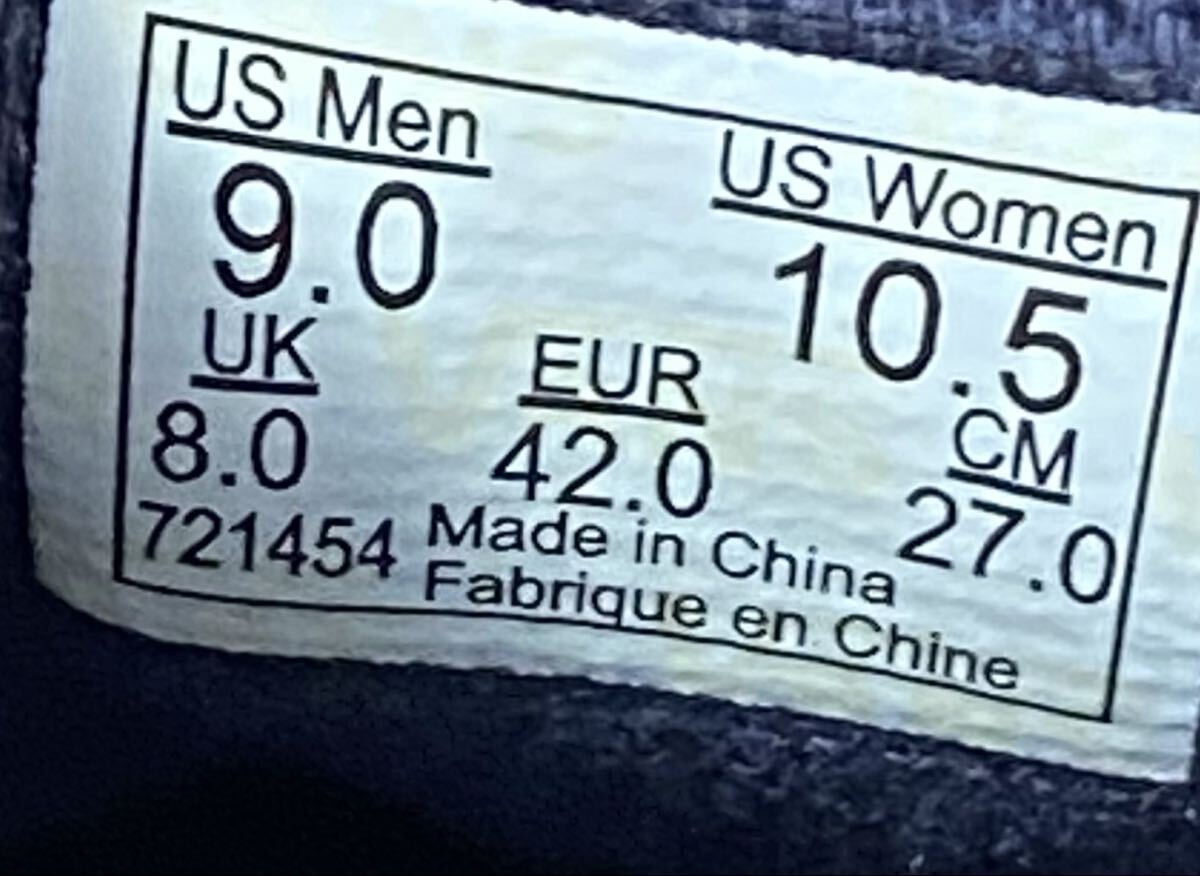 US Men
US Women
9.0
10.5
UK
EUR
CM
8.0
42.0
27.0
721454
Made in China
Fabrique en Chine